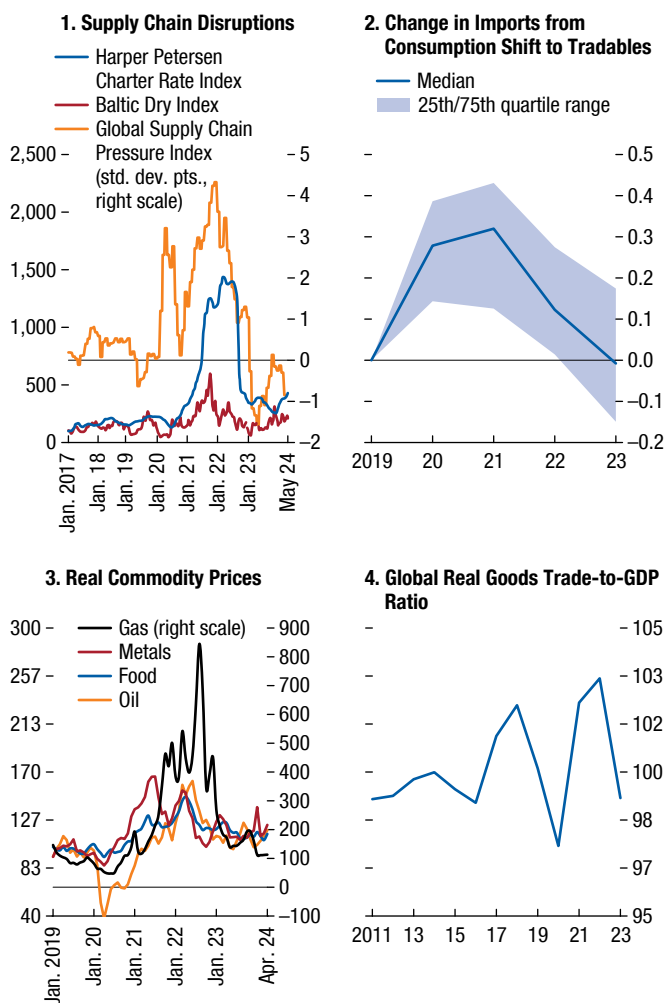 1. Supply Chain Disruptions
Harper Petersen
Charter Rate Index
Baltic Dry Index
Global Supply Chain
Pressure Index
(std. dev. pts.,
right scale)
2,500
2,000
1,500
1,000
500
0
5
4
3
2
1
0
–1
–2
Jan. 2017
Jan. 18
Jan. 19
Jan. 20
Jan. 21
Jan. 22
Jan. 23
May 24
2. Change in Imports from
Consumption Shift to Tradables
Median
25th/75th quartile range
0.5
0.4
0.3
0.2
0.1
0.0
–0.1
–0.2
2019 20 21 22 23
3. Real Commodity Prices
Gas (right scale)
Metals
Food
Oil
300
257
213
170
127
83
40
900
800
700
600
500
400
300
200
100
0
–100
Jan. 2019
Jan. 20
Jan. 21
Jan. 22
Jan. 23
Apr. 24
4. Global Real Goods Trade-to-GDP
Ratio
105
103
102
100
98
97
95
2011 13 15 17 19 21 23